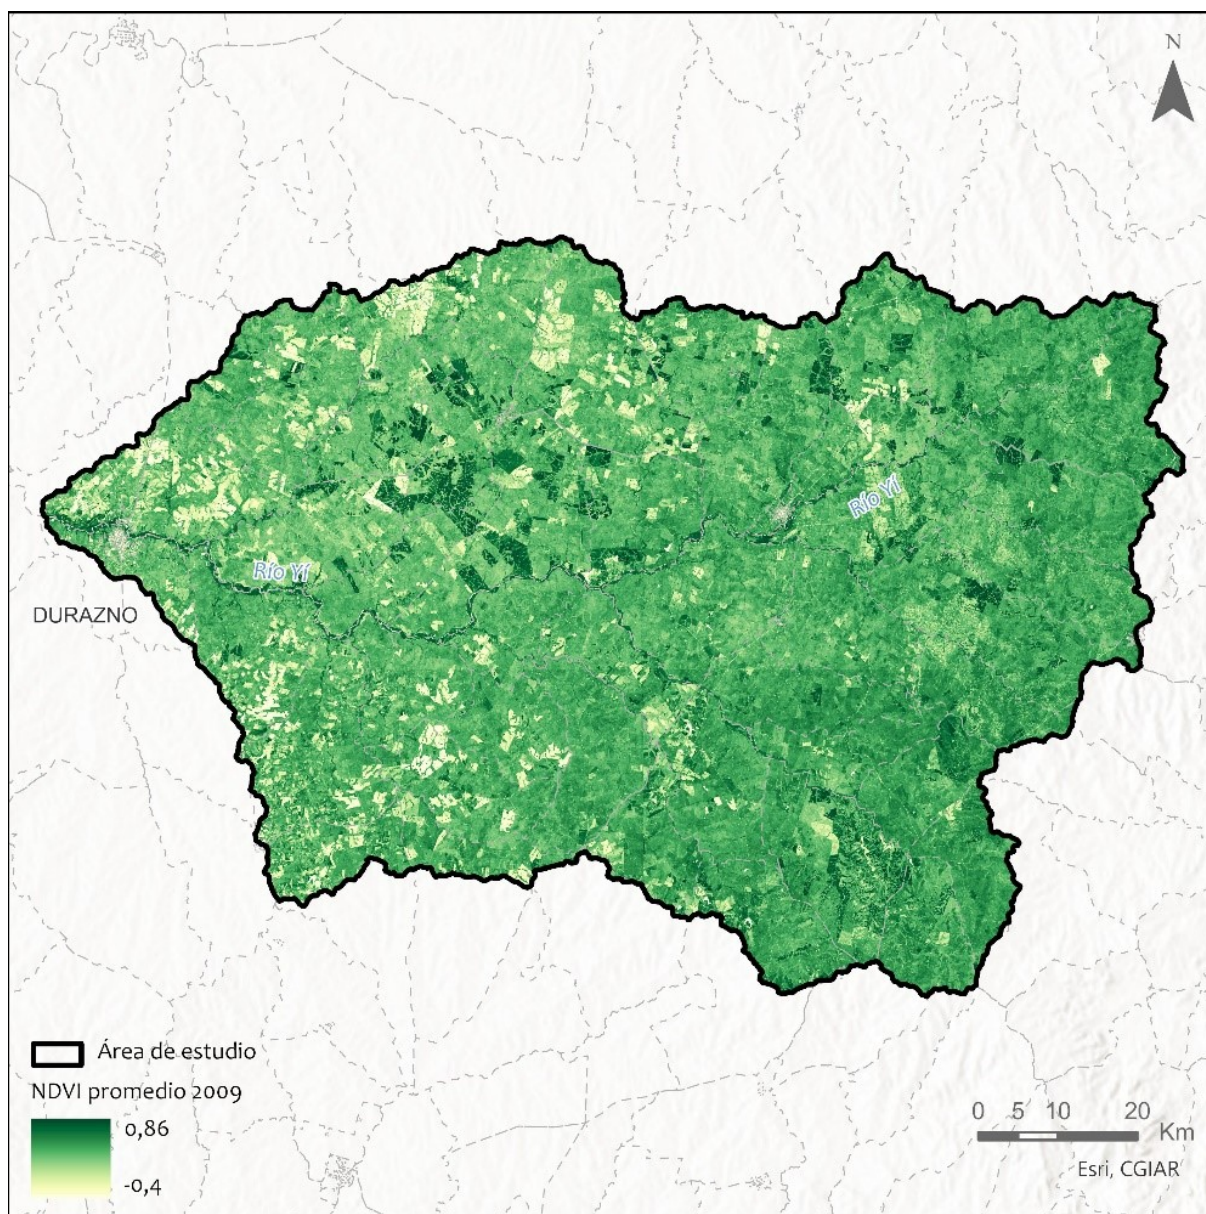 N
Río Yí
Río Yí
DURAZNO
Área de estudio
NDVI promedio 2009
0,86
-0,4
0 5 10 20 Km
Esri, CGIAR